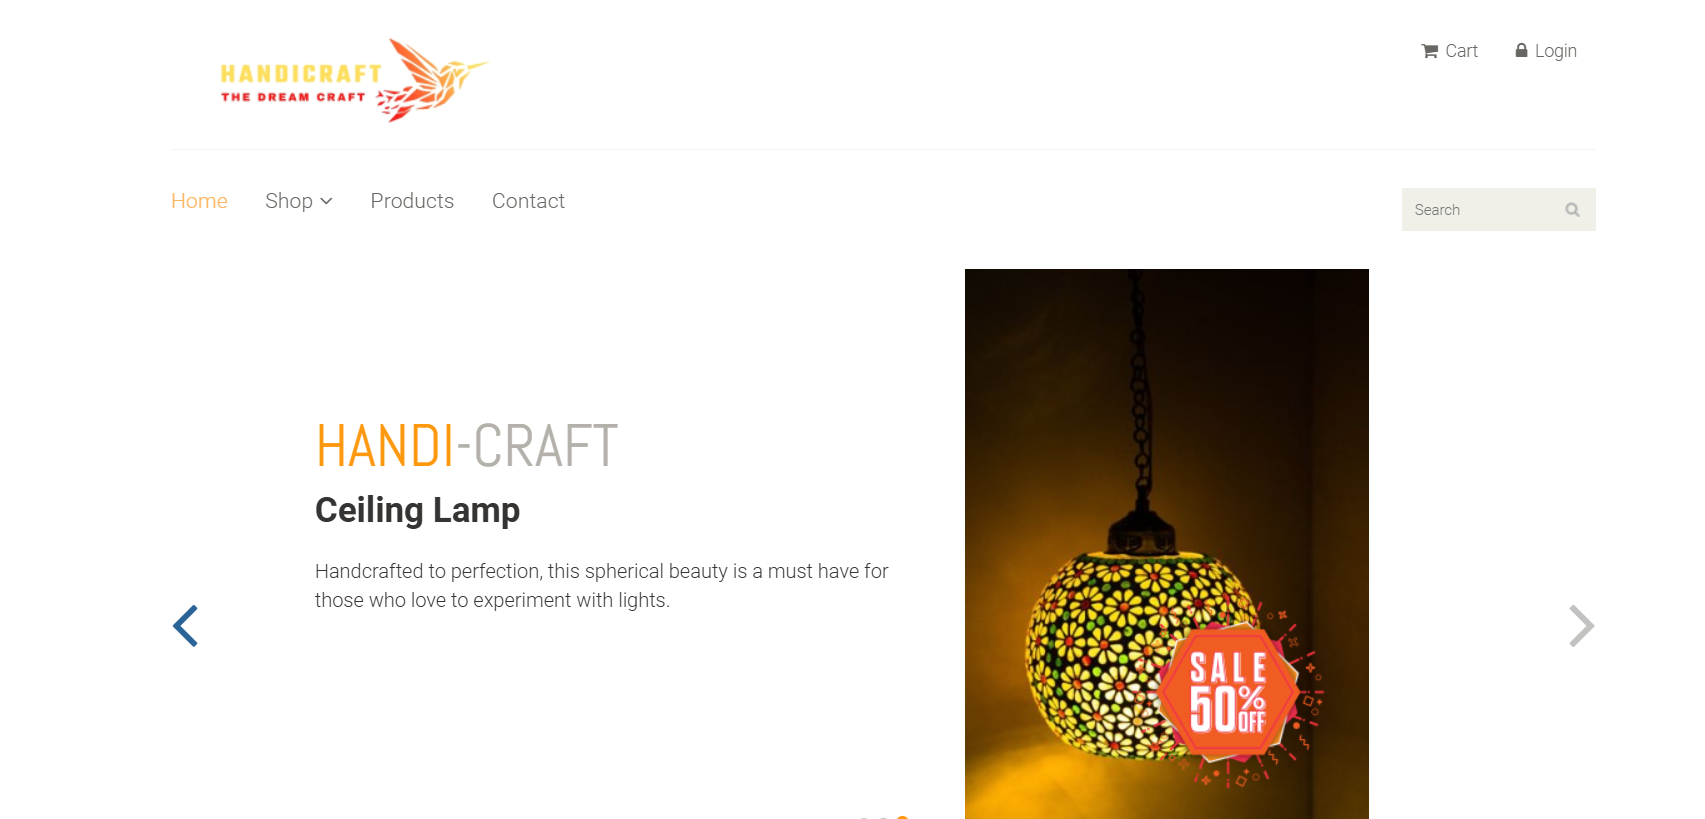 HANDICRAFT
THE DREAM CRAFT
Cart
Login
Home
Shop
Products
Contact
Search
HANDI-CRAFT
Ceiling Lamp
Handcrafted to perfection, this spherical beauty is a must have for
those who love to experiment with lights.
SALE
50%
OFF